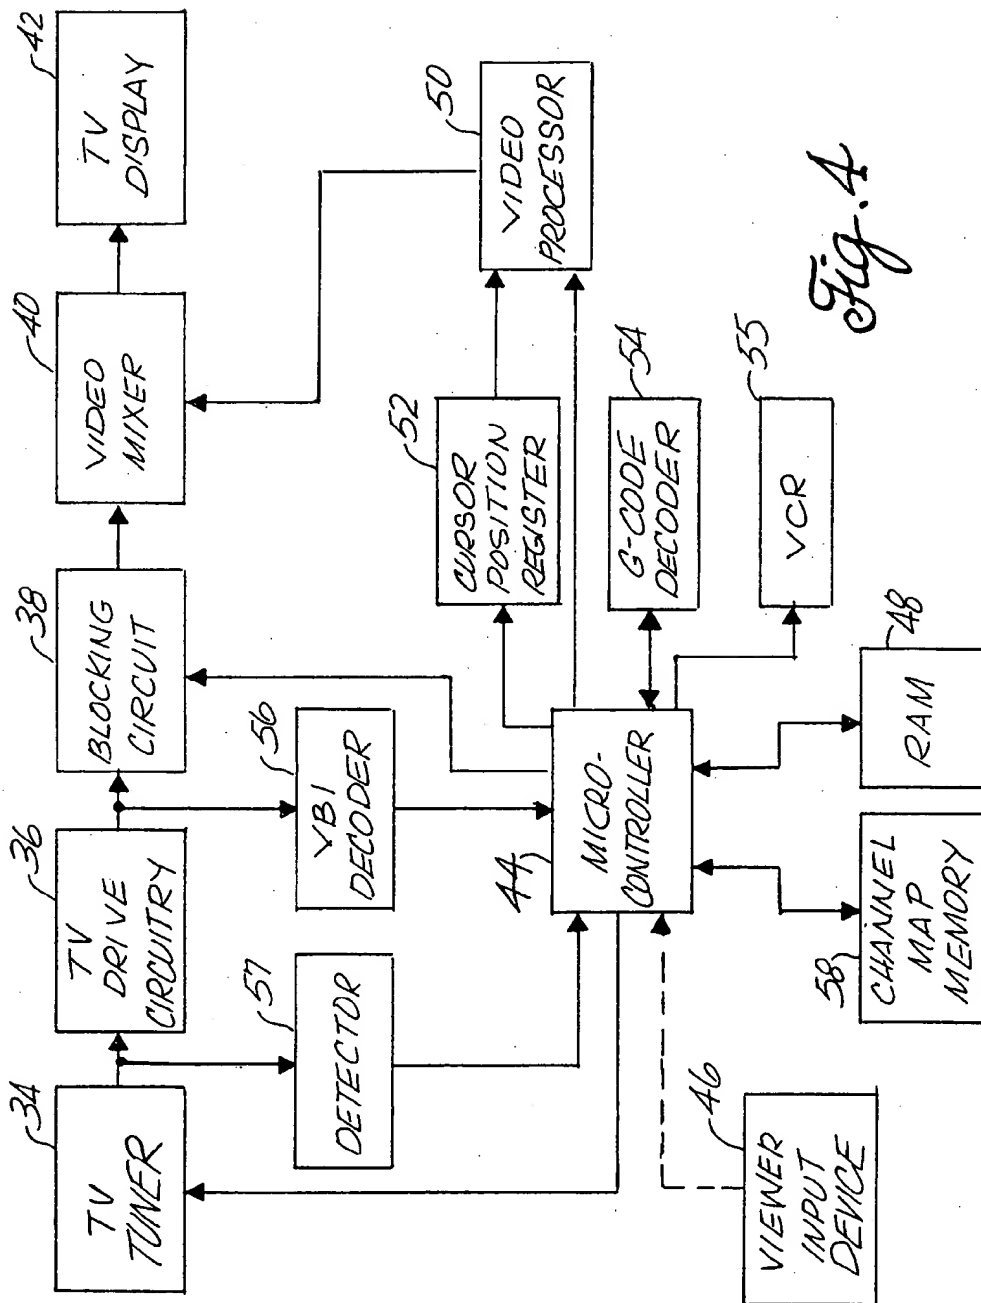 34
TV
TUNER
36
TV
DRIVE
CIRCUITRY
38
BLOCKING
CIRCUIT
40
VIDEO
MIXER
42
TV
DISPLAY
57
DETECTOR
56
VBI
DECODER
52
CURSOR
POSITION
REGISTER
50
VIDEO
PROCESSOR
44
MICRO-
CONTROLLER
54
G-CODE
DECODER
55
VCR
46
VIEWER
INPUT
DEVICE
58
CHANNEL
MAP
MEMORY
48
RAM
Fig. 4